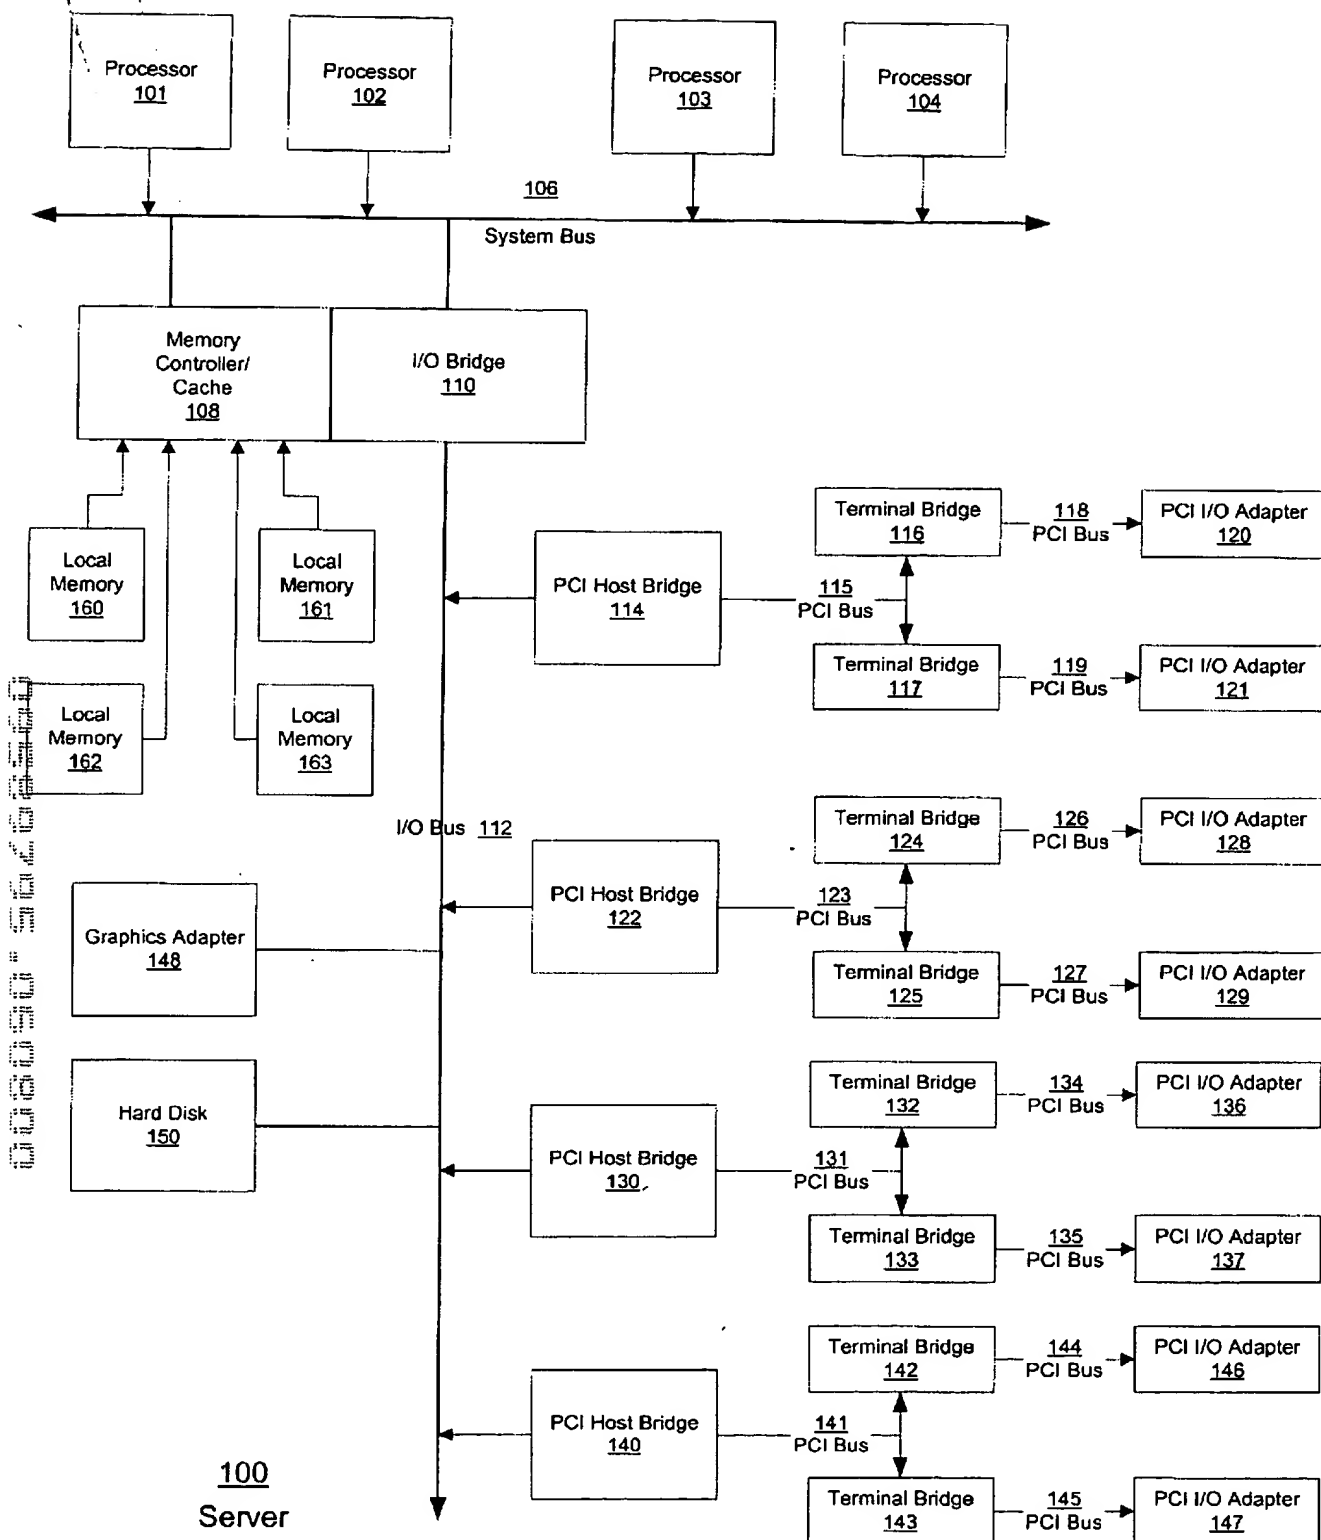 Processor
101
Processor
102
Processor
103
Processor
104
106
System Bus
Memory
Controller/
Cache
108
I/O Bridge
110
Local
Memory
160
Local
Memory
161
Local
Memory
162
Local
Memory
163
PCI Host Bridge
114
115
PCI Bus
Terminal Bridge
116
118
PCI Bus
PCI I/O Adapter
120
Terminal Bridge
117
119
PCI Bus
PCI I/O Adapter
121
I/O Bus 112
PCI Host Bridge
122
123
PCI Bus
Terminal Bridge
124
126
PCI Bus
PCI I/O Adapter
128
Terminal Bridge
125
127
PCI Bus
PCI I/O Adapter
129
Graphics Adapter
148
Hard Disk
150
PCI Host Bridge
130
131
PCI Bus
Terminal Bridge
132
134
PCI Bus
PCI I/O Adapter
136
Terminal Bridge
133
135
PCI Bus
PCI I/O Adapter
137
PCI Host Bridge
140
141
PCI Bus
Terminal Bridge
142
144
PCI Bus
PCI I/O Adapter
146
Terminal Bridge
143
145
PCI Bus
PCI I/O Adapter
147
100
Server